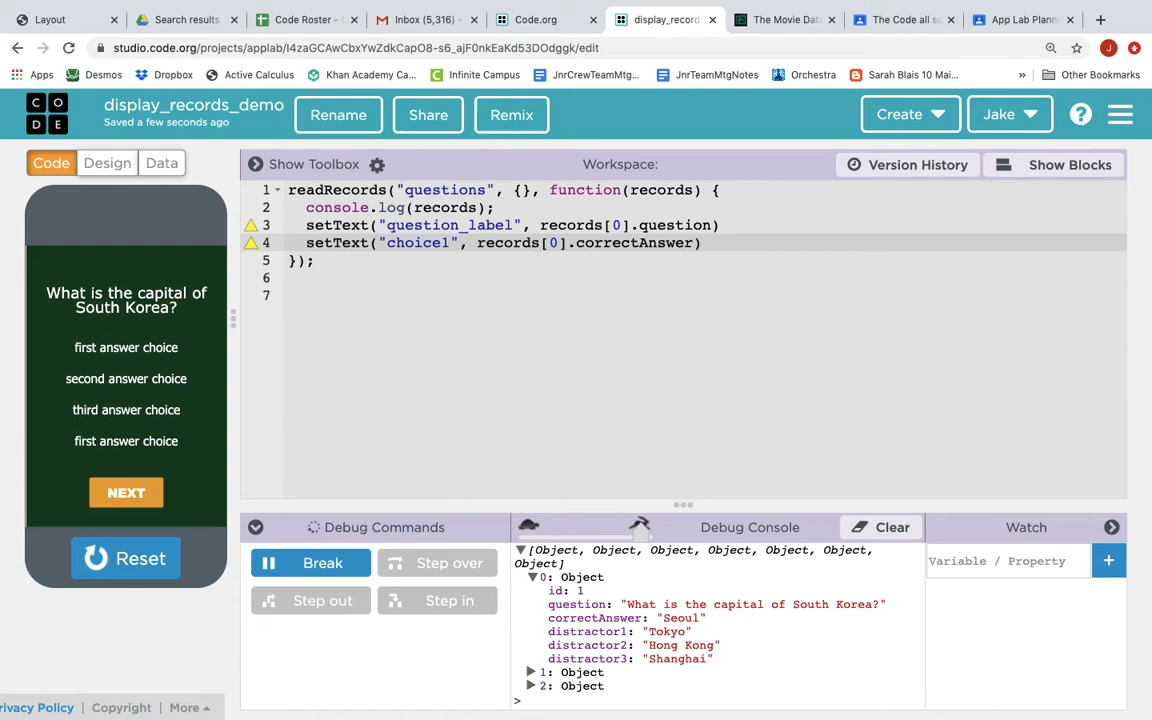 Layout
Search results
Code Roster -
Inbox (5,316)
Code.org
display_record
The Movie Dat
The Code all s
App Lab Plann
studio.code.org/projects/applab/I4zaGCAwCbxYwZdkCapO8-s6_ajF0nkEaKd53DOdggk/edit
J
Apps
Desmos
Dropbox
Active Calculus
Khan Academy Ca...
Infinite Campus
JnrCrewTeamMtg...
JnrTeamMtgNotes
Orchestra
Sarah Blais 10 Mai...
»
Other Bookmarks
CODE
display_records_demo
Saved a few seconds ago
Rename
Share
Remix
Create
Jake
?
Code
Design
Data
Show Toolbox
Workspace:
Version History
Show Blocks
1 readRecords("questions", {}, function(records) {
2 console.log(records);
3 setText("question_label", records[0].question)
4 setText("choice1", records[0].correctAnswer)
5 });
6
7
What is the capital of
South Korea?
first answer choice
second answer choice
third answer choice
first answer choice
NEXT
Reset
Debug Commands
Break
Step over
Step out
Step in
Debug Console
Clear
[Object, Object, Object, Object, Object, Object,
Object]
0: Object
id: 1
question: "What is the capital of South Korea?"
correctAnswer: "Seoul"
distractor1: "Tokyo"
distractor2: "Hong Kong"
distractor3: "Shanghai"
1: Object
2: Object
>
Watch
Variable / Property
+
rivacy Policy
Copyright
More